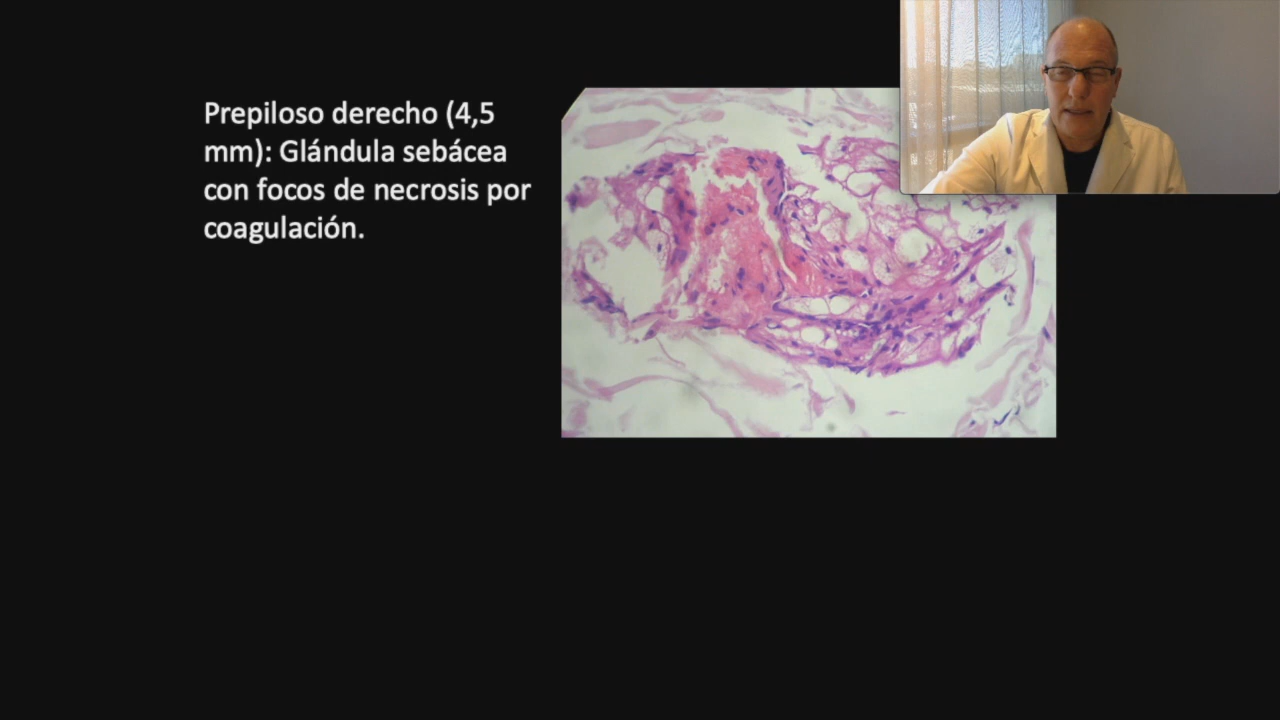 Prepiloso derecho (4,5
mm): Glándula sebácea
con focos de necrosis por
coagulación.